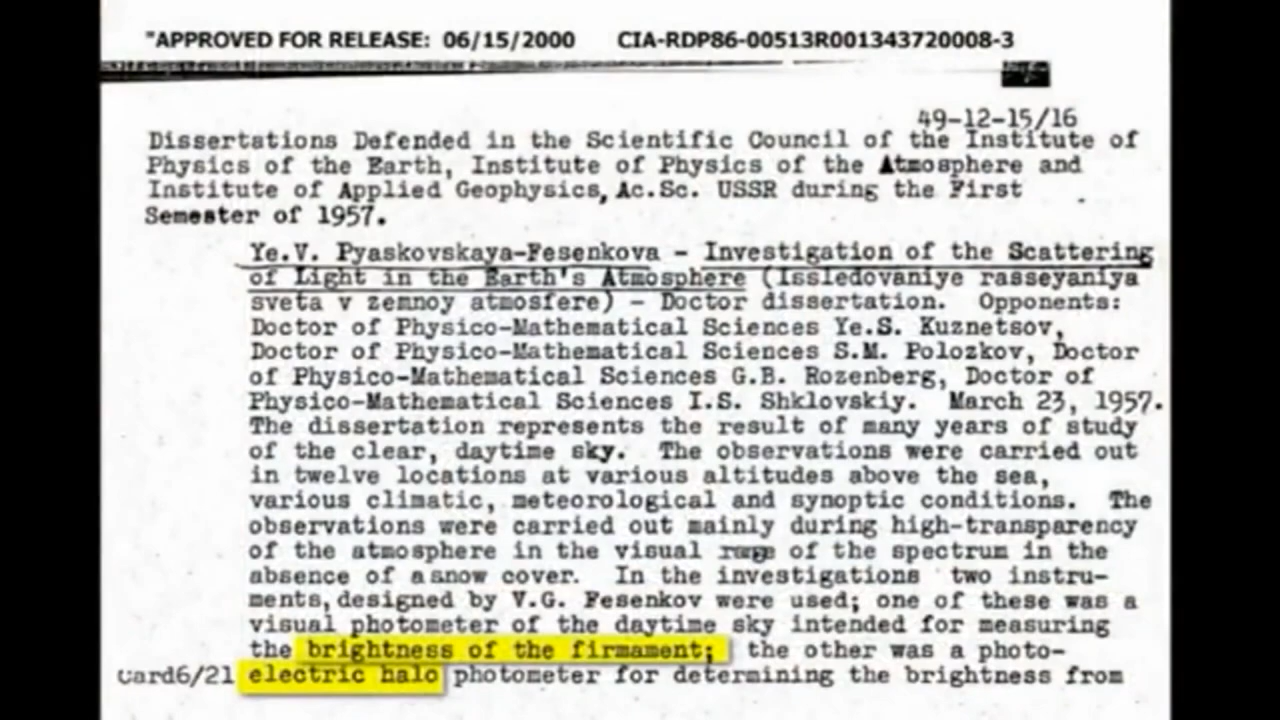 "APPROVED FOR RELEASE: 06/15/2000 CIA-RDP86-00513R001343720008-3
49-12-15/16
Dissertations Defended in the Scientific Council of the Institute of
Physics of the Earth, Institute of Physics of the Atmosphere and
Institute of Applied Geophysics, Ac.Sc. USSR during the First
Semester of 1957.
Ye.V. Pyaskovskaya-Fesenkova - Investigation of the Scattering
of Light in the Earth's Atmosphere (Issledovaniye rasseyaniya
sveta v zemnoy atmosfere) - Doctor dissertation. Opponents:
Doctor of Physico-Mathematical Sciences Ye.S. Kuznetsov,
Doctor of Physico-Mathematical Sciences S.M. Polozkov, Doctor
of Physico-Mathematical Sciences G.B. Rozenberg, Doctor of
Physico-Mathematical Sciences I.S. Shklovskiy. March 23, 1957.
The dissertation represents the result of many years of study
of the clear, daytime sky. The observations were carried out
in twelve locations at various altitudes above the sea,
various climatic, meteorological and synoptic conditions. The
observations were carried out mainly during high-transparency
of the atmosphere in the visual range of the spectrum in the
absence of a snow cover. In the investigations two instru-
ments, designed by V.G. Fesenkov were used; one of these was a
visual photometer of the daytime sky intended for measuring
the brightness of the firmament; the other was a photo-
card6/21 electric halo photometer for determining the brightness from